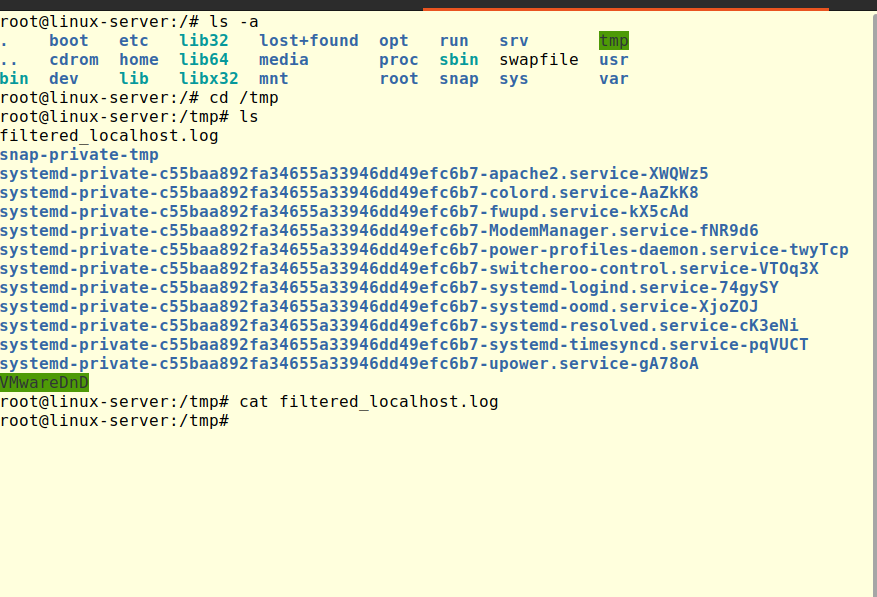 root@linux-server:/# ls -a
.    boot   etc   lib32   lost+found  opt   run   srv       tmp
..   cdrom  home  lib64   media       proc  sbin  swapfile  usr
bin  dev    lib   libx32  mnt         root  snap  sys       var
root@linux-server:/# cd /tmp
root@linux-server:/tmp# ls
filtered_localhost.log
snap-private-tmp
systemd-private-c55baa892fa34655a33946dd49efc6b7-apache2.service-XWQWz5
systemd-private-c55baa892fa34655a33946dd49efc6b7-colord.service-AaZkK8
systemd-private-c55baa892fa34655a33946dd49efc6b7-fwupd.service-kX5cAd
systemd-private-c55baa892fa34655a33946dd49efc6b7-ModemManager.service-fNR9d6
systemd-private-c55baa892fa34655a33946dd49efc6b7-power-profiles-daemon.service-twyTcp
systemd-private-c55baa892fa34655a33946dd49efc6b7-switcheroo-control.service-VTOq3X
systemd-private-c55baa892fa34655a33946dd49efc6b7-systemd-logind.service-74gySY
systemd-private-c55baa892fa34655a33946dd49efc6b7-systemd-oomd.service-XjoZOJ
systemd-private-c55baa892fa34655a33946dd49efc6b7-systemd-resolved.service-cK3eNi
systemd-private-c55baa892fa34655a33946dd49efc6b7-systemd-timesyncd.service-pqVUCT
systemd-private-c55baa892fa34655a33946dd49efc6b7-upower.service-gA78oA
VMwareDnD
root@linux-server:/tmp# cat filtered_localhost.log
root@linux-server:/tmp#